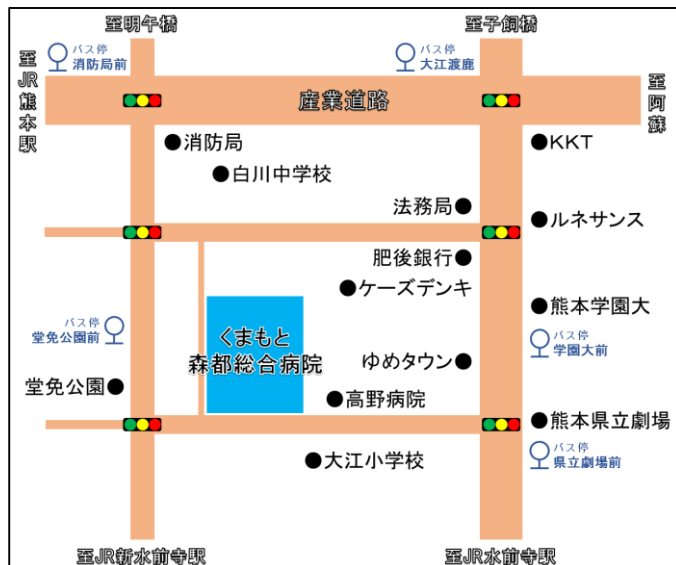 至明午橋
至子飼橋
バス停
消防局前
バス停
大江渡鹿
至JR熊本駅
産業道路
至阿蘇
消防局
KKT
白川中学校
法務局
ルネサンス
肥後銀行
ケーズデンキ
熊本学園大
バス停
堂免公園前
くまもと
森都総合病院
バス停
学園大前
ゆめタウン
堂免公園
高野病院
熊本県立劇場
バス停
県立劇場前
大江小学校
至JR新水前寺駅
至JR水前寺駅